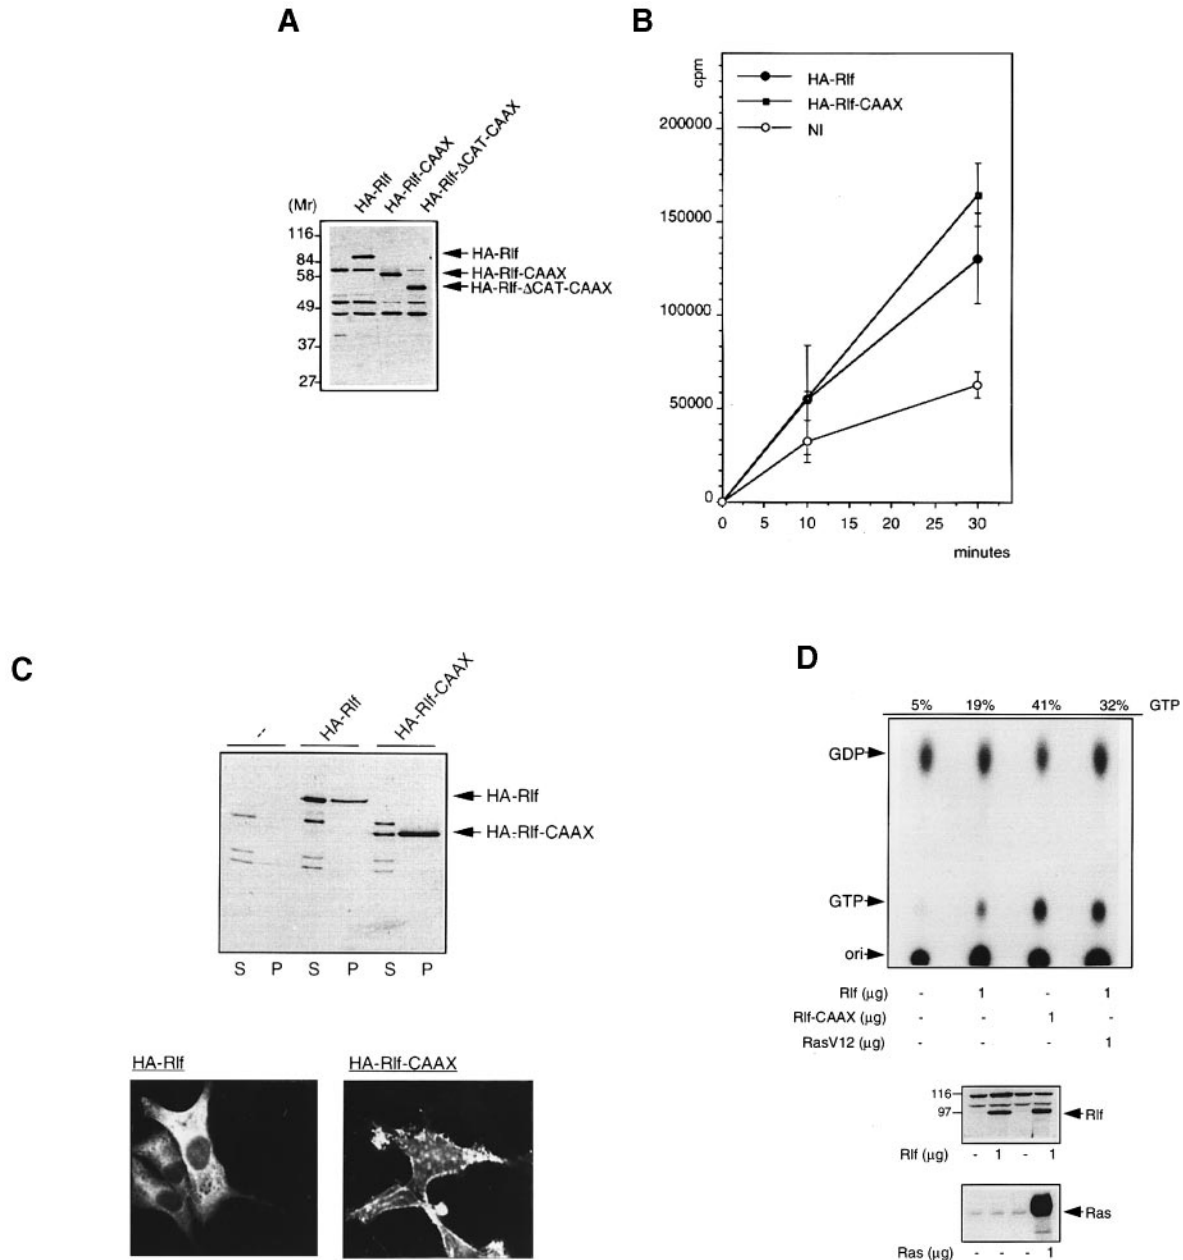 A
HA-Rlf
HA-Rlf-CAAX
HA-Rlf-ΔCAT-CAAX
(Mr)
116
84
58
49
37
27
HA-Rlf
HA-Rlf-CAAX
HA-Rlf-ΔCAT-CAAX
B
cpm
HA-Rlf
HA-Rlf-CAAX
NI
200000
150000
100000
50000
0
0 5 10 15 20 25 30
minutes
C
--
HA-Rlf
HA-Rlf-CAAX
HA-Rlf
HA-Rlf-CAAX
S P S P S P
HA-Rlf
HA-Rlf-CAAX
D
5% 19% 41% 32% GTP
GDP
GTP
ori
Rlf (µg) - 1 - 1
Rlf-CAAX (µg) - - 1 -
RasV12 (µg) - - - 1
116
97
Rlf
Rlf (µg) - 1 - 1
Ras
Ras (µg) - - - 1